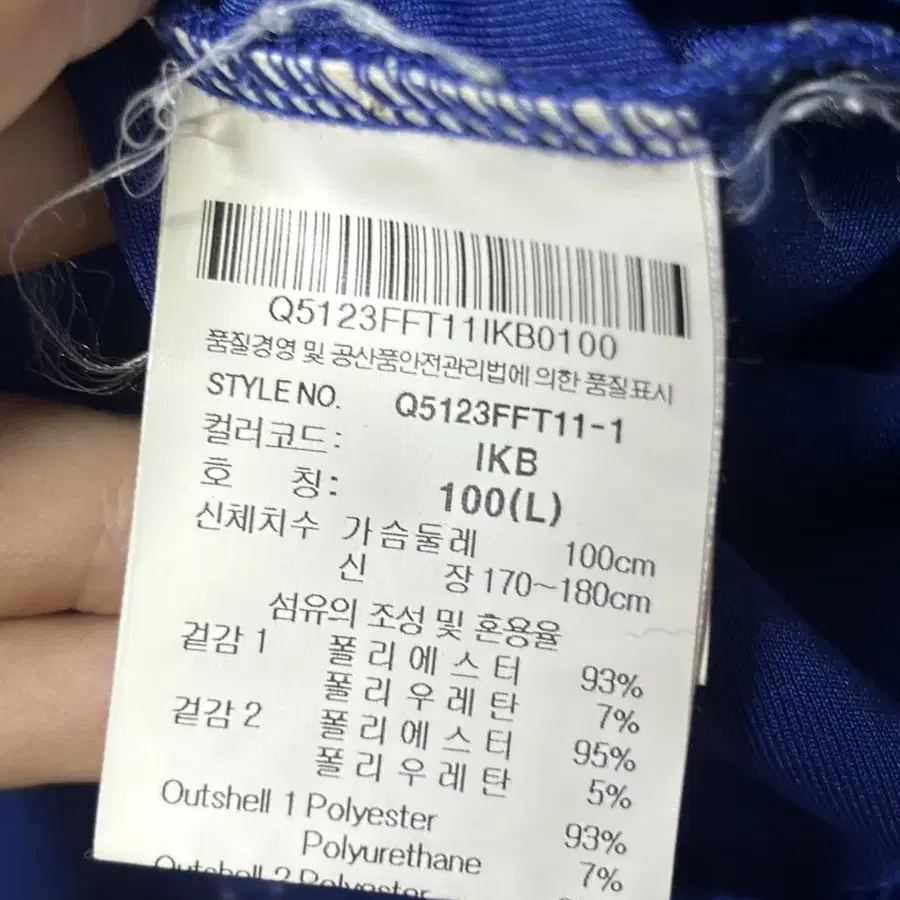 Q5123FFT11IKB0100
품질경영 및 공산품안전관리법에 의한 품질표시
STYLE NO. Q5123FFT11-1
컬러코드: IKB
호 칭: 100(L)
신체치수 가슴둘레 100cm
신 장 170~180cm
섬유의 조성 및 혼용율
겉감 1 폴리에스터 93%
폴리우레탄 7%
겉감 2 폴리에스터 95%
폴리우레탄 5%
Outshell 1 Polyester 93%
Polyurethane 7%
Outshell 2 Polyester